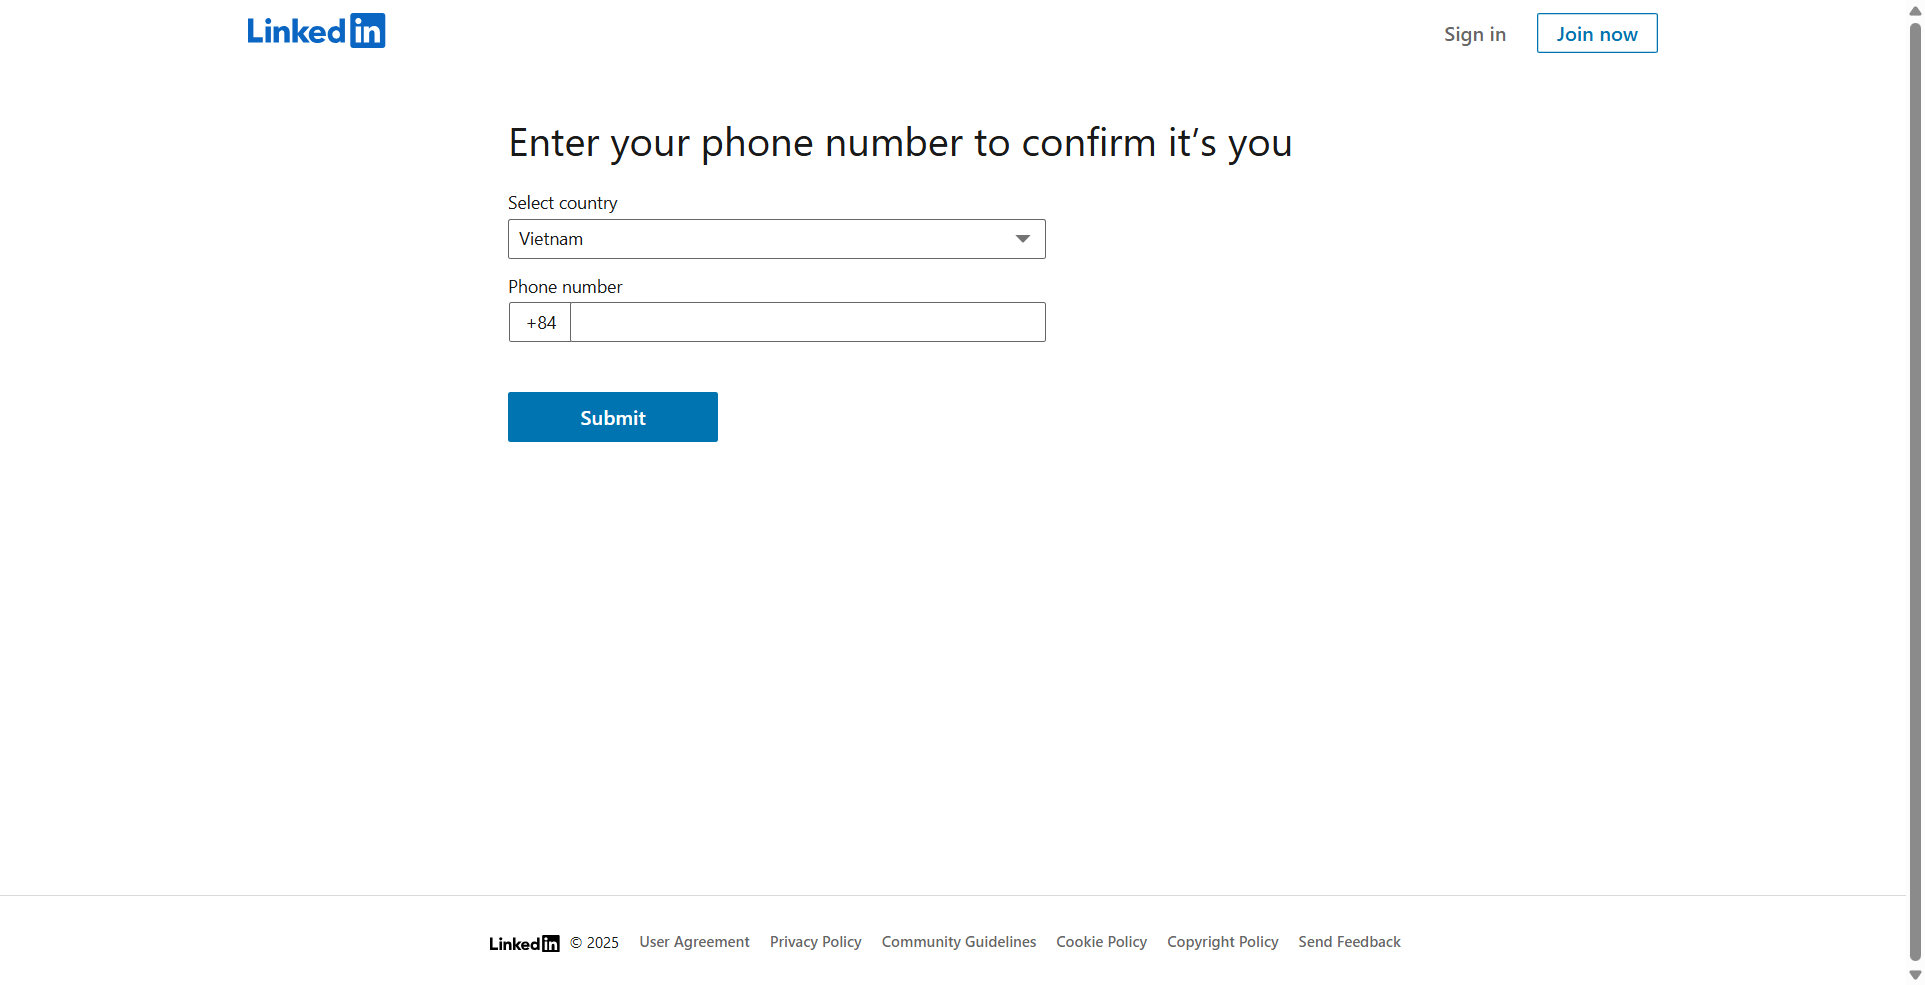 Linked in
Sign in
Join now
Enter your phone number to confirm it’s you
Select country
Vietnam
Phone number
+84
Submit
Linked in © 2025 User Agreement Privacy Policy Community Guidelines Cookie Policy Copyright Policy Send Feedback